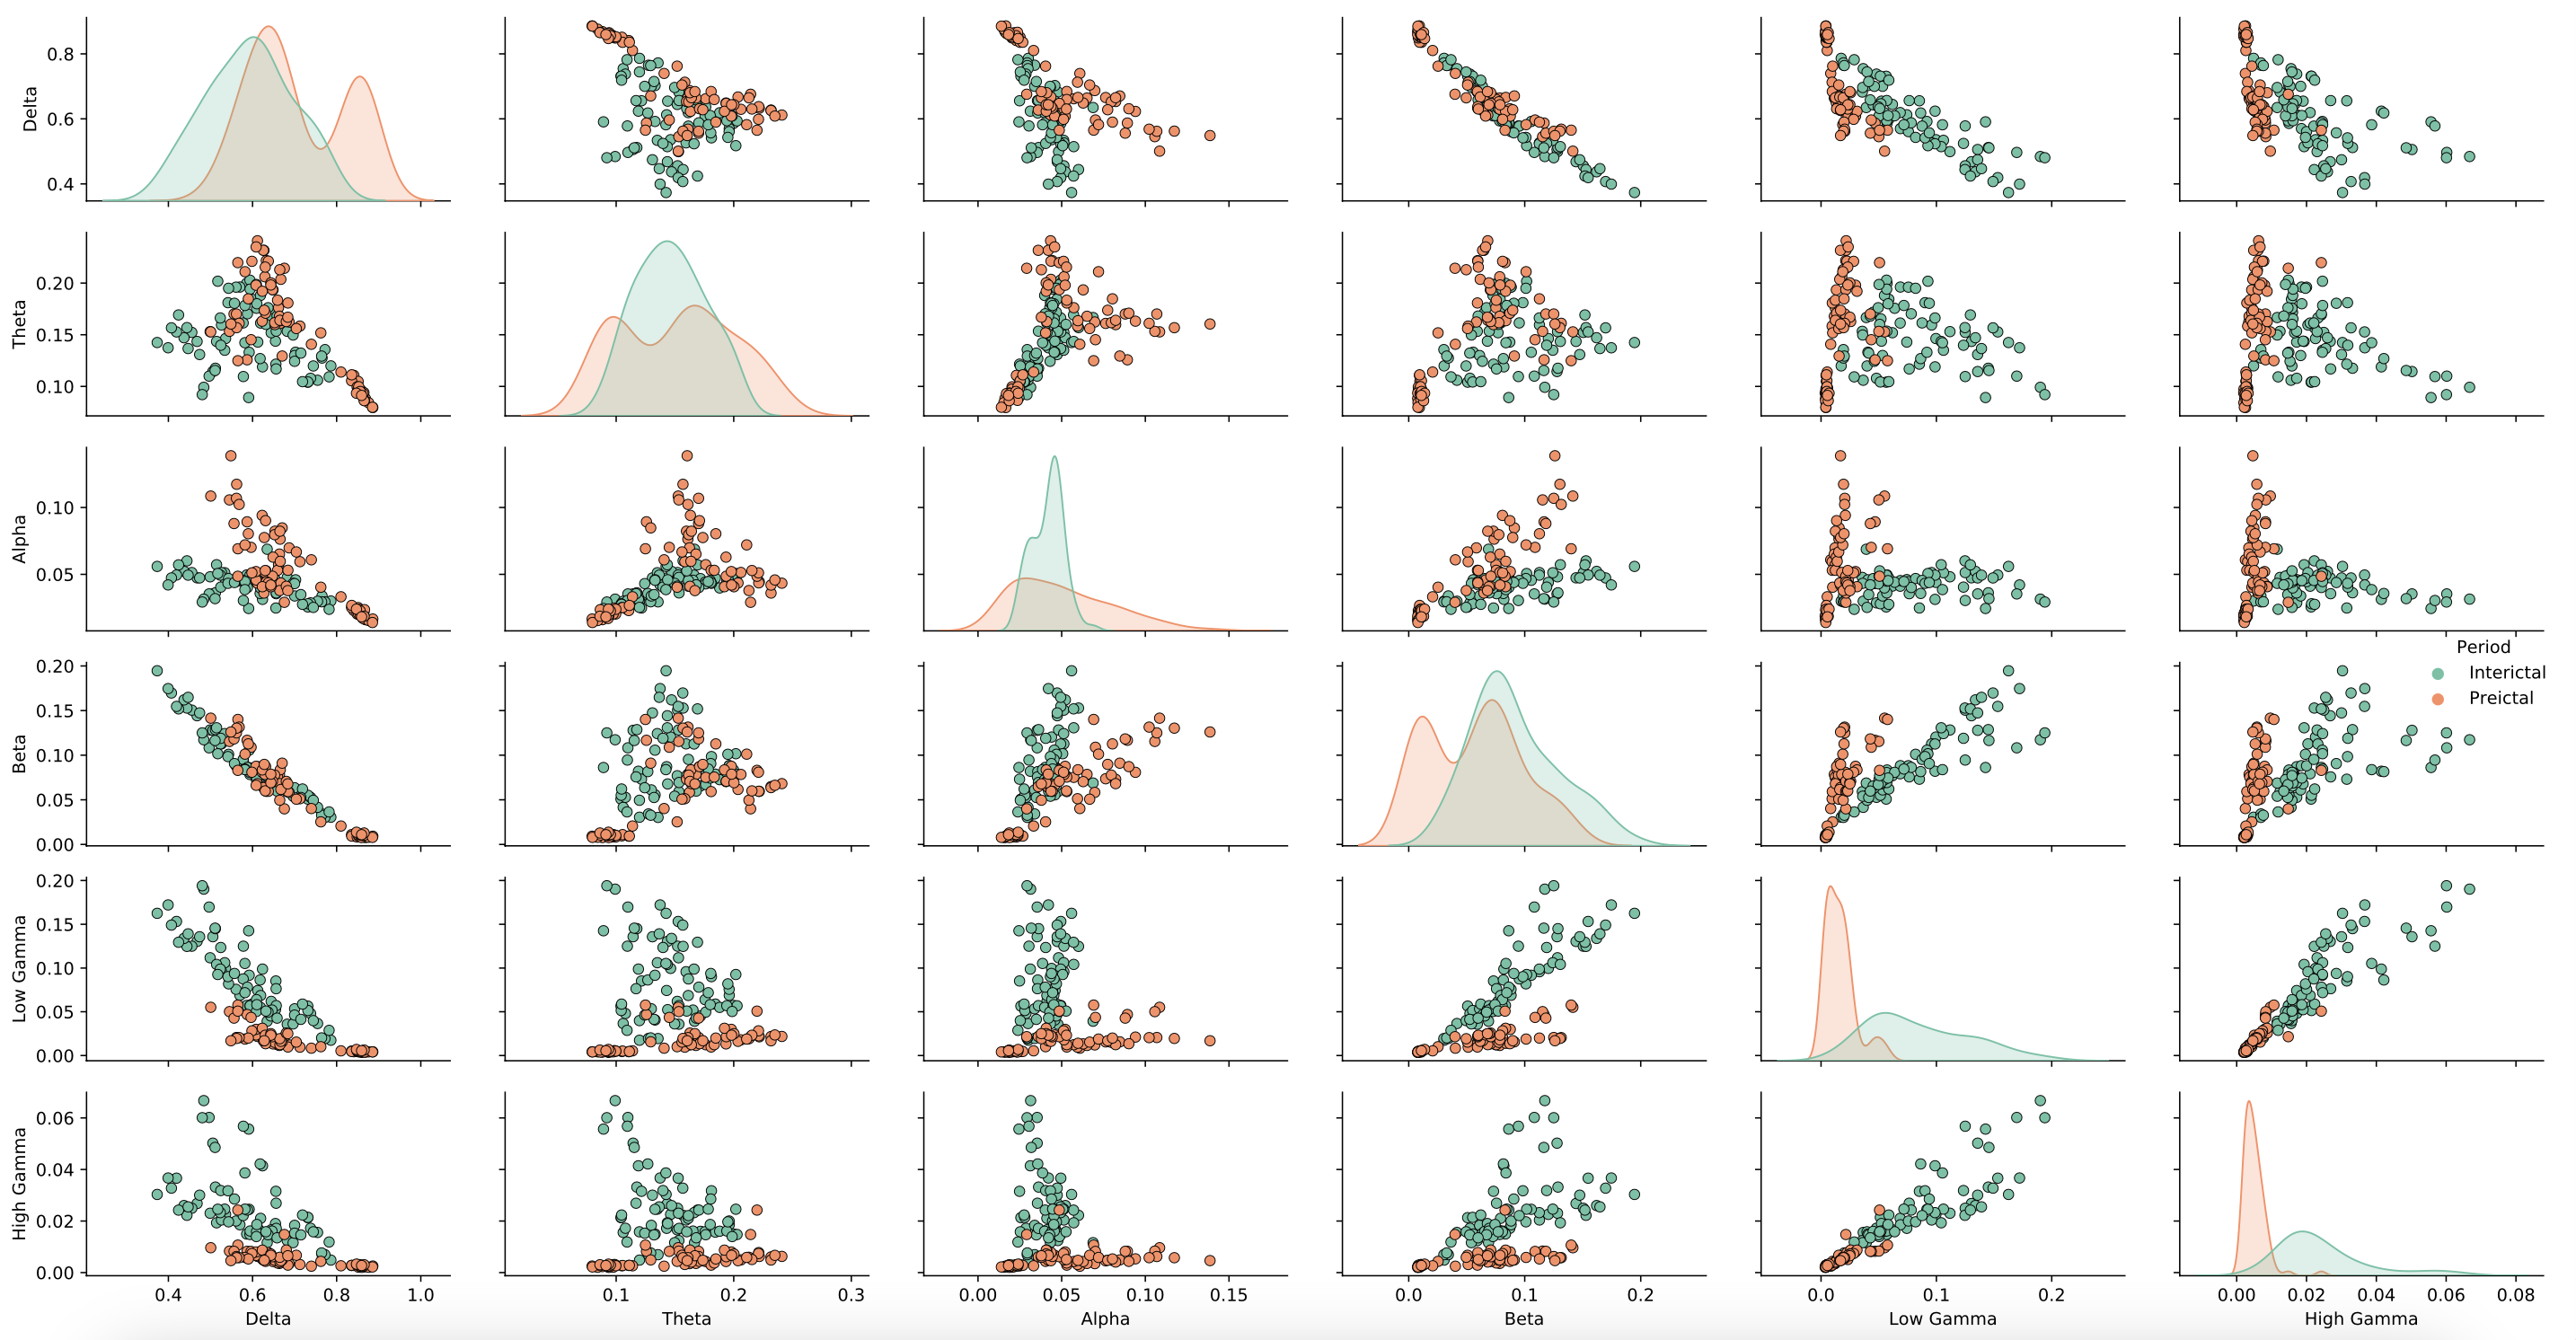 0.8
0.6
0.4
Delta
0.20
0.15
0.10
Theta
0.10
0.05
Alpha
Period
Interictal
Preictal
0.20
0.15
0.10
0.05
0.00
Beta
0.20
0.15
0.10
0.05
0.00
Low Gamma
0.06
0.04
0.02
0.00
High Gamma
0.4 0.6 0.8 1.0 0.1 0.2 0.3 0.00 0.05 0.10 0.15 0.0 0.1 0.2 0.0 0.1 0.2 0.00 0.02 0.04 0.06 0.08
Delta Theta Alpha Beta Low Gamma High Gamma